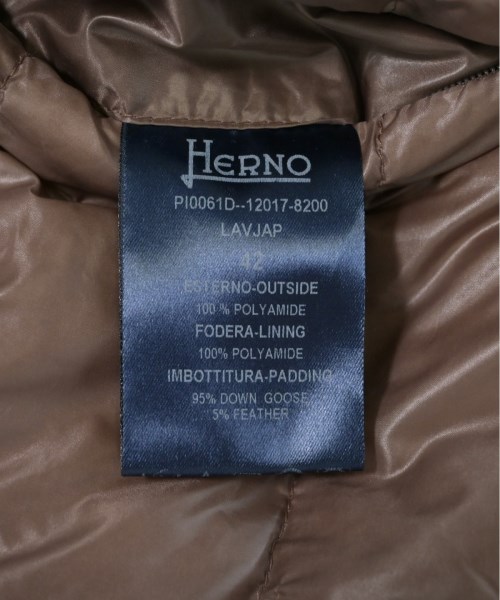 HERNO
PI0061D--12017-8200
LAVJAP
42
ESTERNO-OUTSIDE
100 % POLYAMIDE
FODERA-LINING
100% POLYAMIDE
IMBOTTITURA-PADDING
95% DOWN GOOSE
5% FEATHER